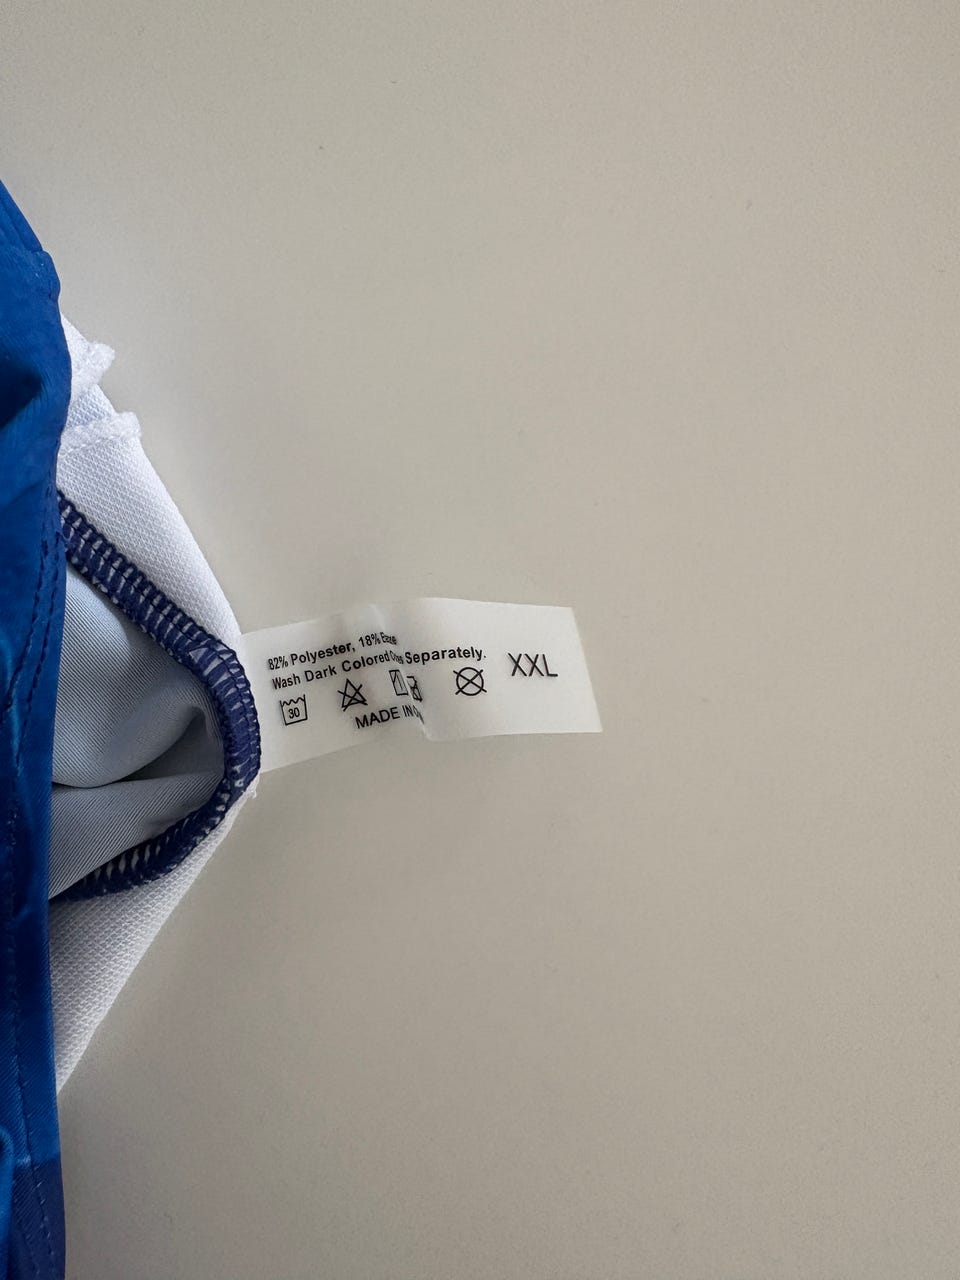 82% Polyester, 18%
Wash Dark Colored Separately.
XXL
30
MADE IN